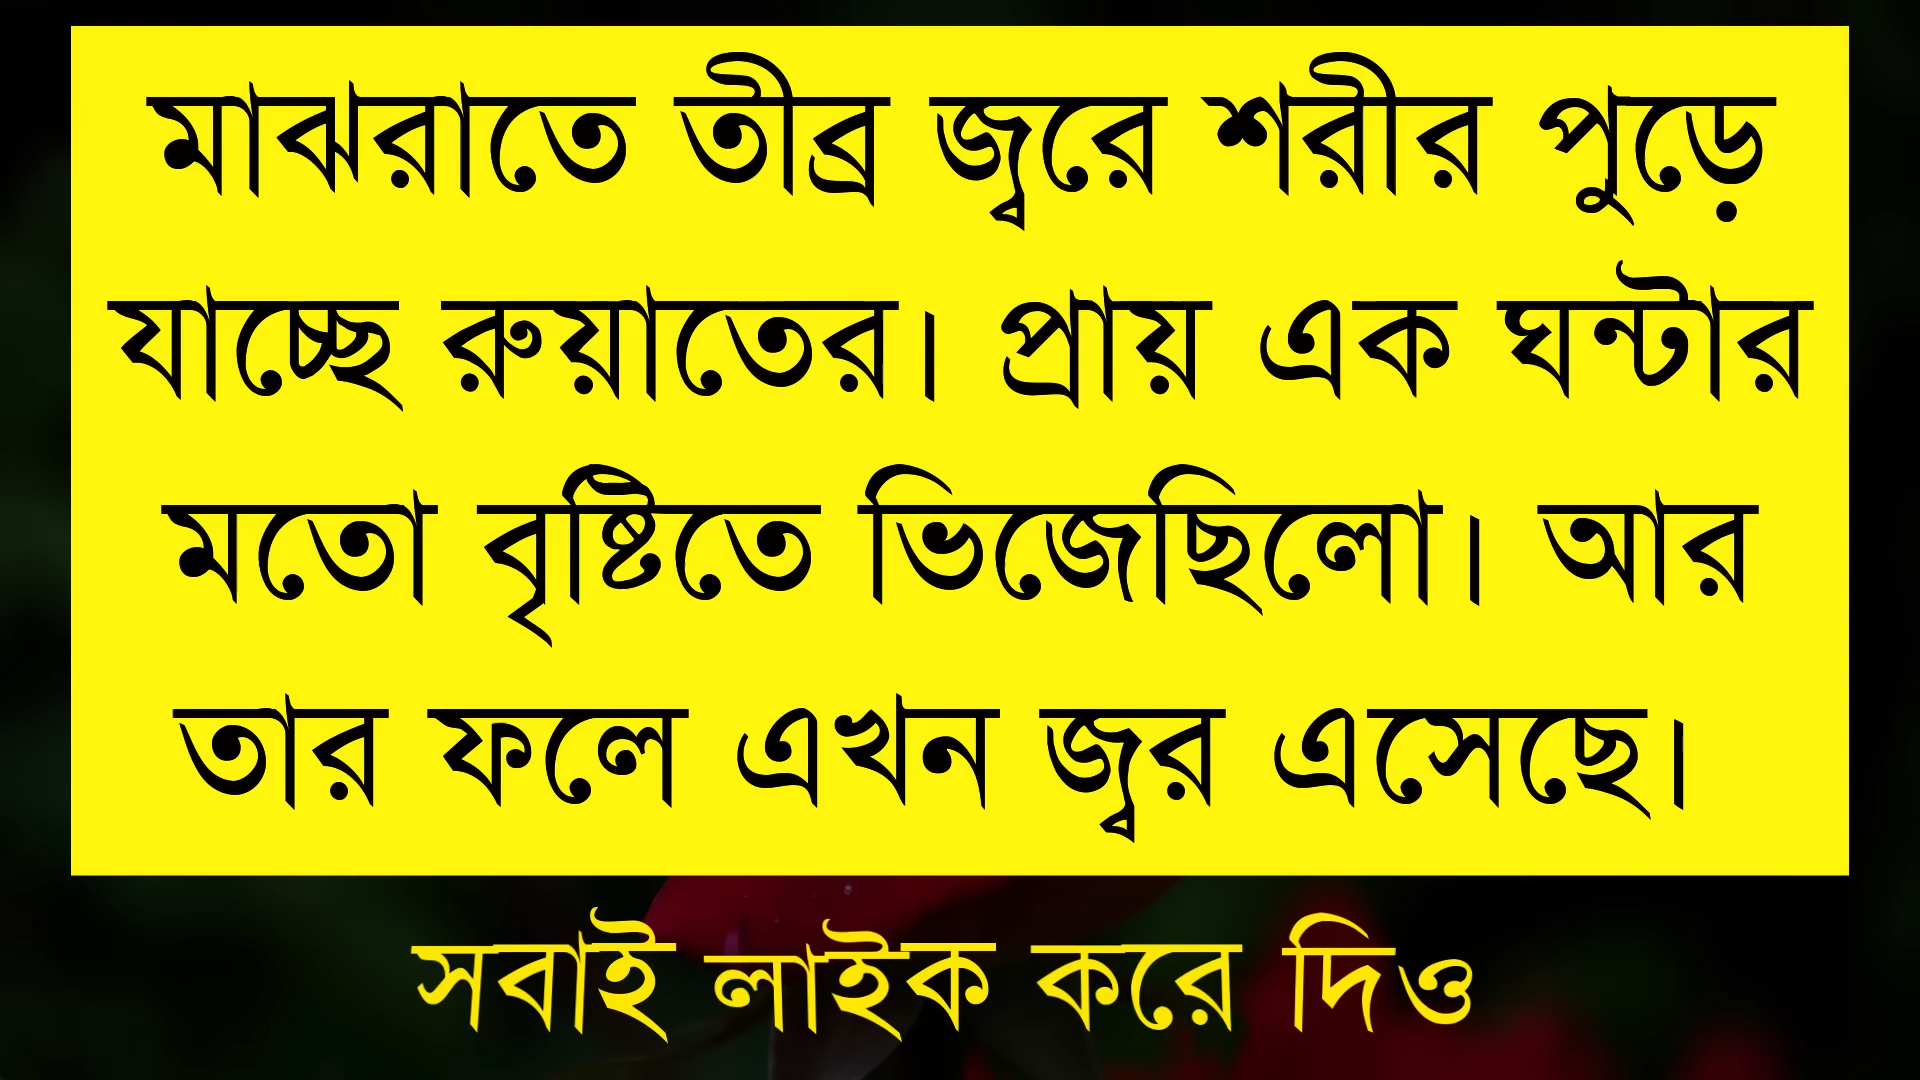 মাঝরাতে তীব্র জ্বরে শরীর পুড়ে
যাচ্ছে রুয়াতের। প্রায় এক ঘন্টার
মতো বৃষ্টিতে ভিজেছিলো। আর
তার ফলে এখন জ্বর এসেছে।
সবাই লাইক করে দিও